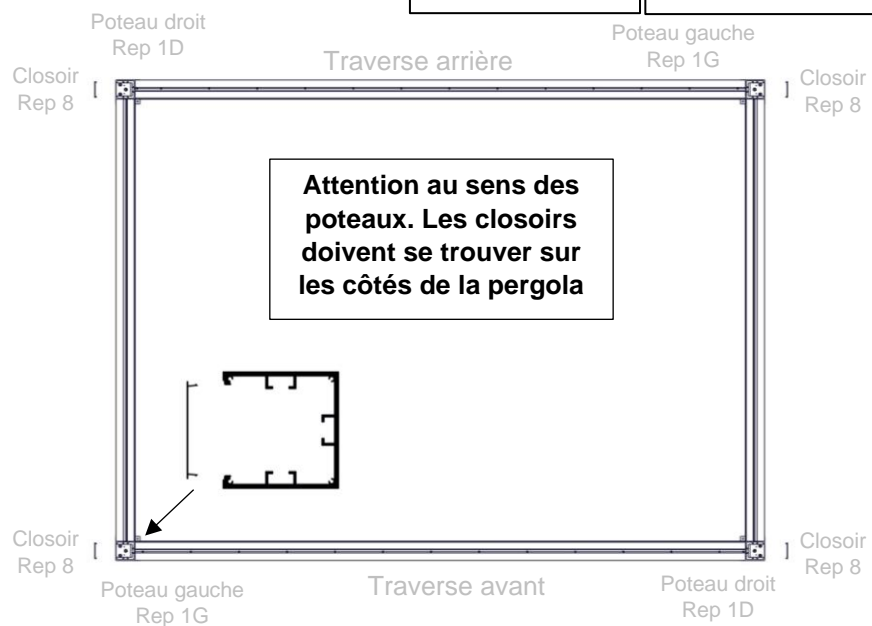 Poteau droit
Rep 1D
Poteau gauche
Rep 1G
Traverse arrière
Closoir
Rep 8
Closoir
Rep 8
Attention au sens des
poteaux. Les closoirs
doivent se trouver sur
les côtés de la pergola
Closoir
Rep 8
Closoir
Rep 8
Poteau gauche
Rep 1G
Traverse avant
Poteau droit
Rep 1D